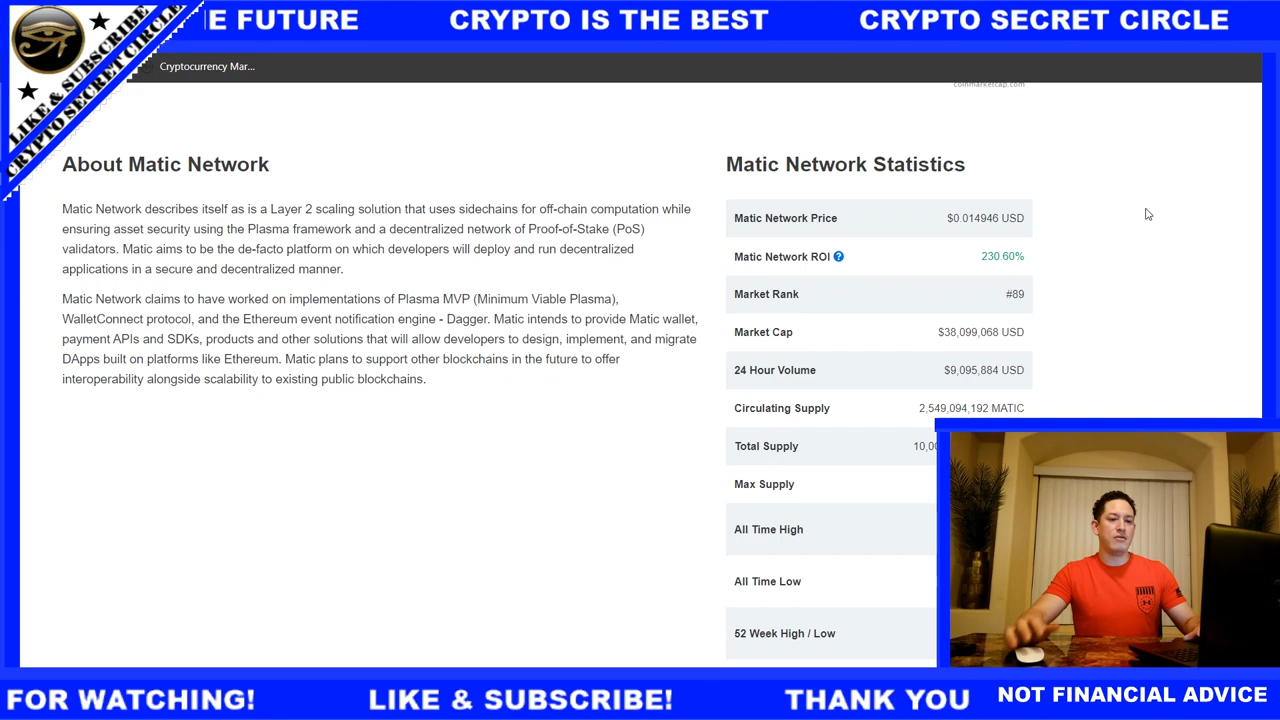 E FUTURE CRYPTO IS THE BEST CRYPTO SECRET CIRCLE
LIKE & SUBSCRIBE
CRYPTO SECRET CIRCLE
Cryptocurrency Mar...
coinmarketcap.com
About Matic Network
Matic Network describes itself as is a Layer 2 scaling solution that uses sidechains for off-chain computation while
ensuring asset security using the Plasma framework and a decentralized network of Proof-of-Stake (PoS)
validators. Matic aims to be the de-facto platform on which developers will deploy and run decentralized
applications in a secure and decentralized manner.
Matic Network claims to have worked on implementations of Plasma MVP (Minimum Viable Plasma),
WalletConnect protocol, and the Ethereum event notification engine - Dagger. Matic intends to provide Matic wallet,
payment APIs and SDKs, products and other solutions that will allow developers to design, implement, and migrate
DApps built on platforms like Ethereum. Matic plans to support other blockchains in the future to offer
interoperability alongside scalability to existing public blockchains.
Matic Network Statistics
Matic Network Price $0.014946 USD
Matic Network ROI ? 230.60%
Market Rank #89
Market Cap $38,099,068 USD
24 Hour Volume $9,095,884 USD
Circulating Supply 2,549,094,192 MATIC
Total Supply 10,00
Max Supply
All Time High
All Time Low
52 Week High / Low
FOR WATCHING! LIKE & SUBSCRIBE! THANK YOU
NOT FINANCIAL ADVICE